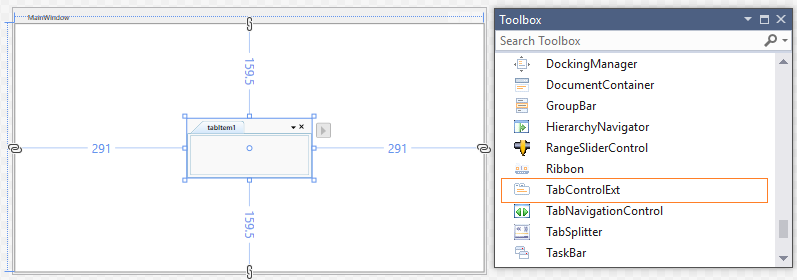 MainWindow
159.5
tabItem1
291
291
159.5
Toolbox
Search Toolbox
DockingManager
DocumentContainer
GroupBar
HierarchyNavigator
RangeSliderControl
Ribbon
TabControlExt
TabNavigationControl
TabSplitter
TaskBar